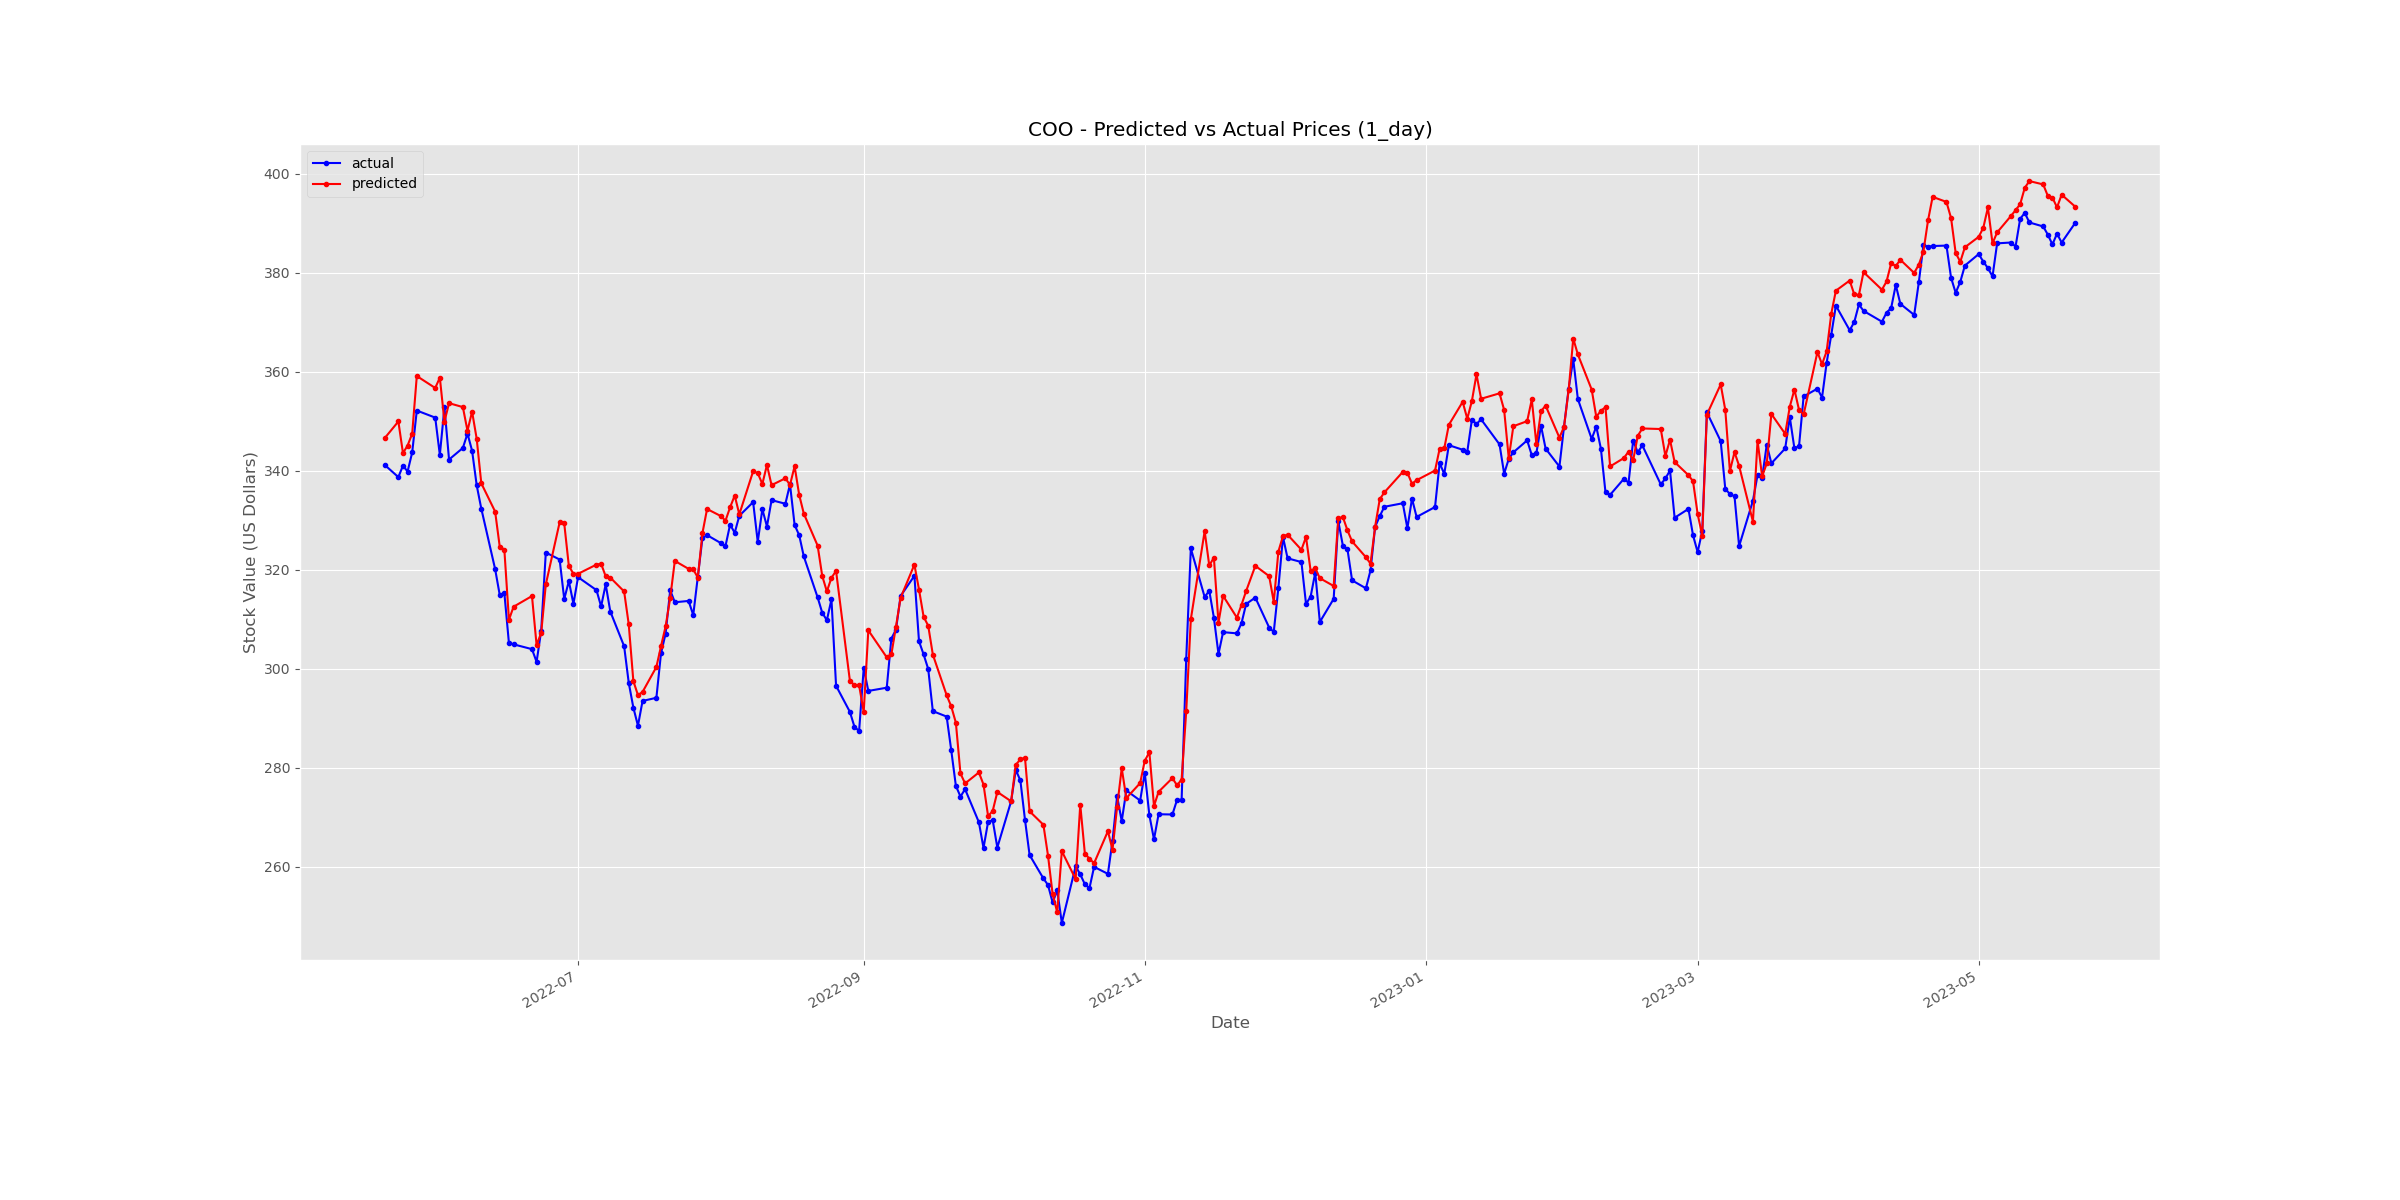 COO - Predicted vs Actual Prices (1_day)
actual
predicted
400
380
360
340
320
300
280
260
Stock Value (US Dollars)
2022-07
2022-09
2022-11
2023-01
2023-03
2023-05
Date